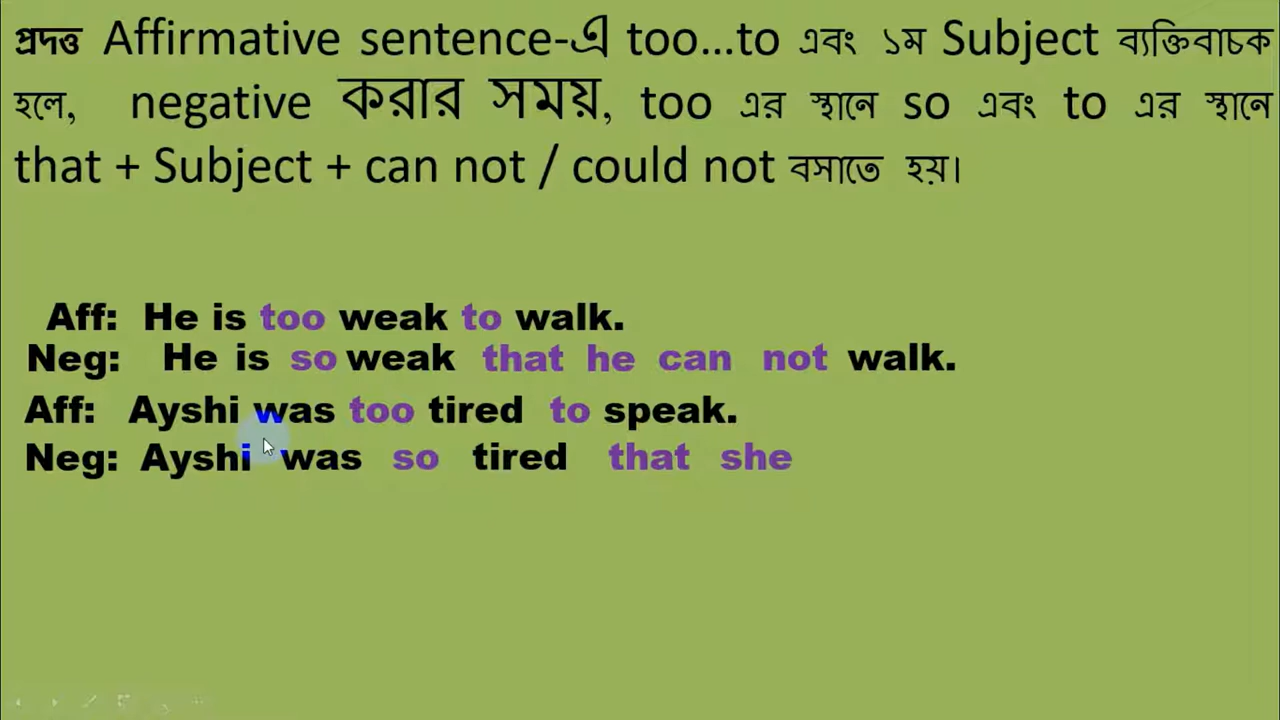 প্রদত্ত Affirmative sentence-এ too...to এবং ১ম Subject ব্যক্তিবাচক
হলে, negative করার সময়, too এর স্থানে so এবং to এর স্থানে
that + Subject + can not / could not বসাতে হয়।
Aff: He is too weak to walk.
Neg: He is so weak that he can not walk.
Aff: Ayshi was too tired to speak.
Neg: Ayshi was so tired that she